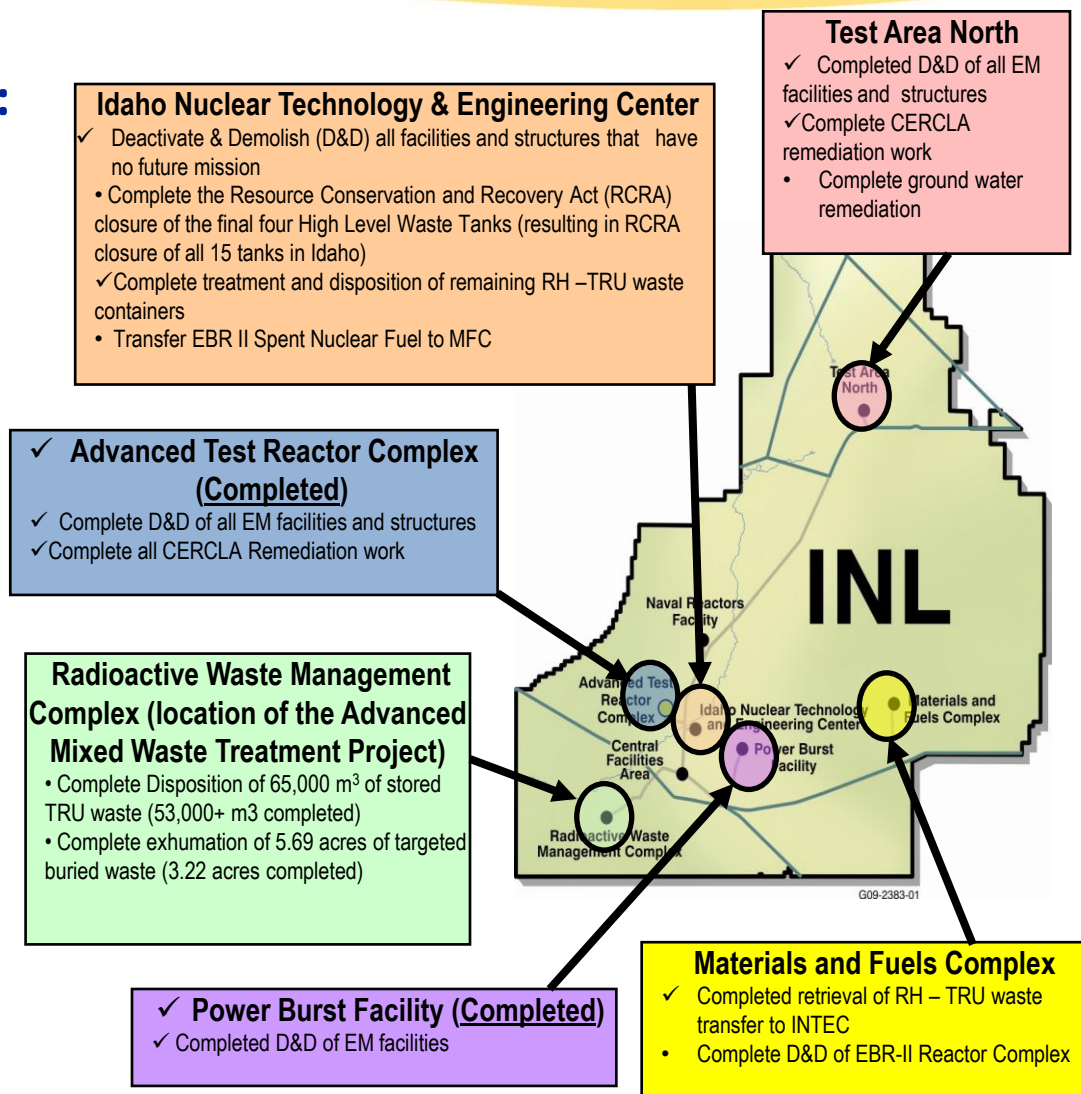 :
Test Area North
✓ Completed D&D of all EM
facilities and structures
✓Complete CERCLA
remediation work
• Complete ground water
remediation
Idaho Nuclear Technology & Engineering Center
✓ Deactivate & Demolish (D&D) all facilities and structures that have
no future mission
• Complete the Resource Conservation and Recovery Act (RCRA)
closure of the final four High Level Waste Tanks (resulting in RCRA
closure of all 15 tanks in Idaho)
✓Complete treatment and disposition of remaining RH –TRU waste
containers
• Transfer EBR II Spent Nuclear Fuel to MFC
✓ Advanced Test Reactor Complex
(Completed)
✓ Complete D&D of all EM facilities and structures
✓Complete all CERCLA Remediation work
Radioactive Waste Management
Complex (location of the Advanced
Mixed Waste Treatment Project)
• Complete Disposition of 65,000 m³ of stored
TRU waste (53,000+ m3 completed)
• Complete exhumation of 5.69 acres of targeted
buried waste (3.22 acres completed)
✓ Power Burst Facility (Completed)
✓ Completed D&D of EM facilities
Materials and Fuels Complex
✓ Completed retrieval of RH – TRU waste
transfer to INTEC
• Complete D&D of EBR-II Reactor Complex
Test Area
North
INL
Naval Reactors
Facility
Advanced Test
Reactor
Complex
Idaho Nuclear Technology
and Engineering Center
Materials and
Fuels Complex
Central
Facilities
Area
Power Burst
Facility
Radioactive Waste
Management Complex
G09-2383-01